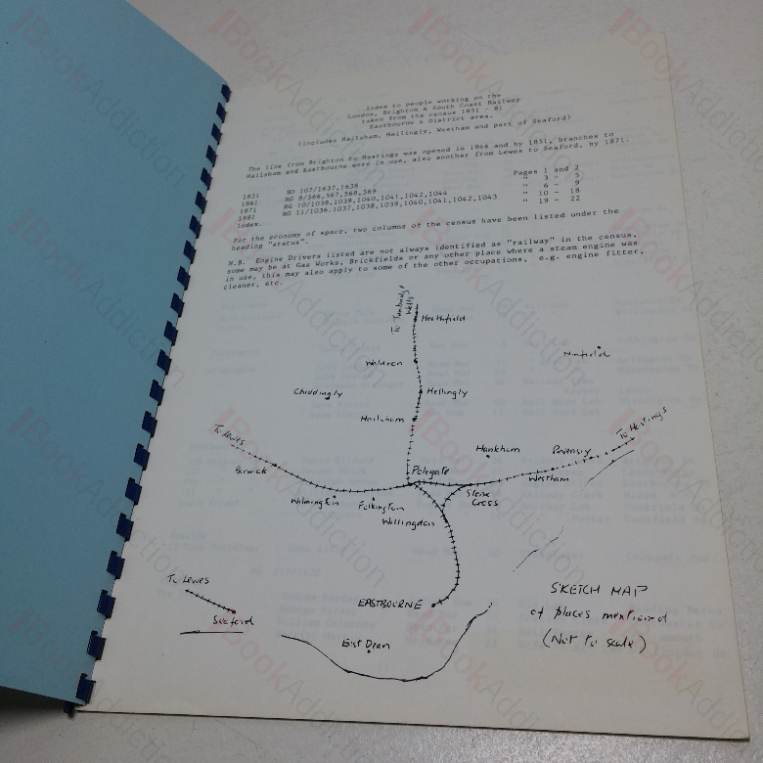 Index to people working on the
London, Brighton & South Coast Railway
taken from the census 1851 - 81
Eastbourne & District area.
(includes Hailsham, Hellingly, Westham and part of Seaford)
The line from Brighton to Hastings was opened in 1846 and by 1851, branches to
Hailsham and Eastbourne were in use, also another from Lewes to Seaford, by 1871.
Pages 1 and 2
1851 HO 107/1637,1638
1861 " 3 - 5
1871 RG 10/1038,1039,1040,1041,1042,1044 " 6 - 9
1881 RG 11/1036,1037,1038,1039,1040,1041,1042,1043 " 10 - 18
Index. " 19 - 22
For the economy of space, two columns of the census have been listed under the
heading "status".
N.B. Engine Drivers listed are not always identified as "railway" in the census,
some may be at Gas Works, Brickfields or any other place where a steam engine was
in use, this may also apply to some of the other occupations, e.g. engine fitter,
cleaner, etc.
To Tunbridge Wells
Heathfield
Waldron
Ninfield
Chiddingly
Hellingly
Hailsham
To Lewes
To Hastings
Hankham
Pevensey
Berwick
Polegate
Westham
Wilmington
Folkington
Stone Cross
Willingdon
To Lewes
Seaford
EASTBOURNE
East Dean
SKETCH MAP
of places mentioned
(Not to scale)
BookAddiction